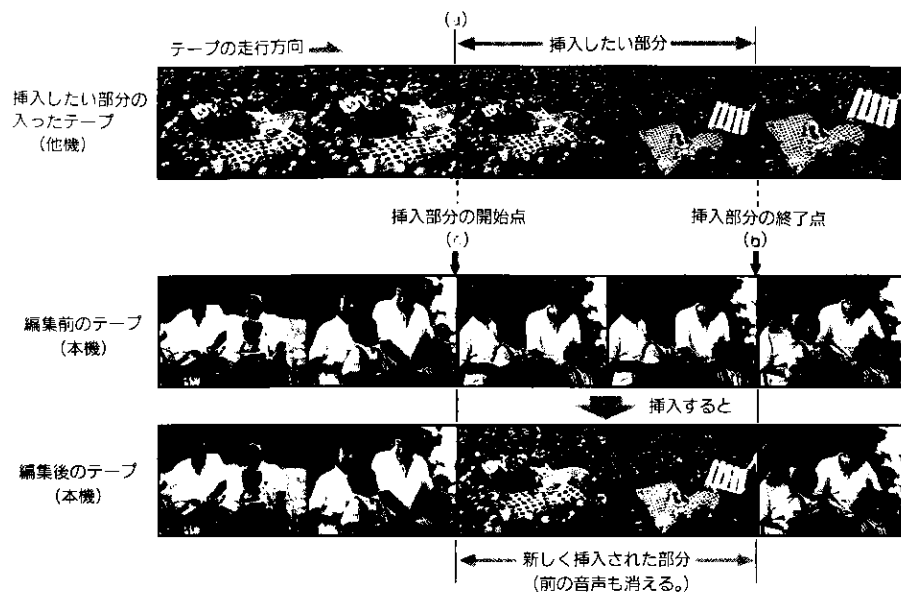 テープの走行方向
挿入したい部分
挿入したい部分の
入ったテープ
(他機)
挿入部分の開始点
挿入部分の終了点
(b)
編集前のテープ
(本機)
挿入すると
編集後のテープ
(本機)
新しく挿入された部分
(前の音声も消える。)